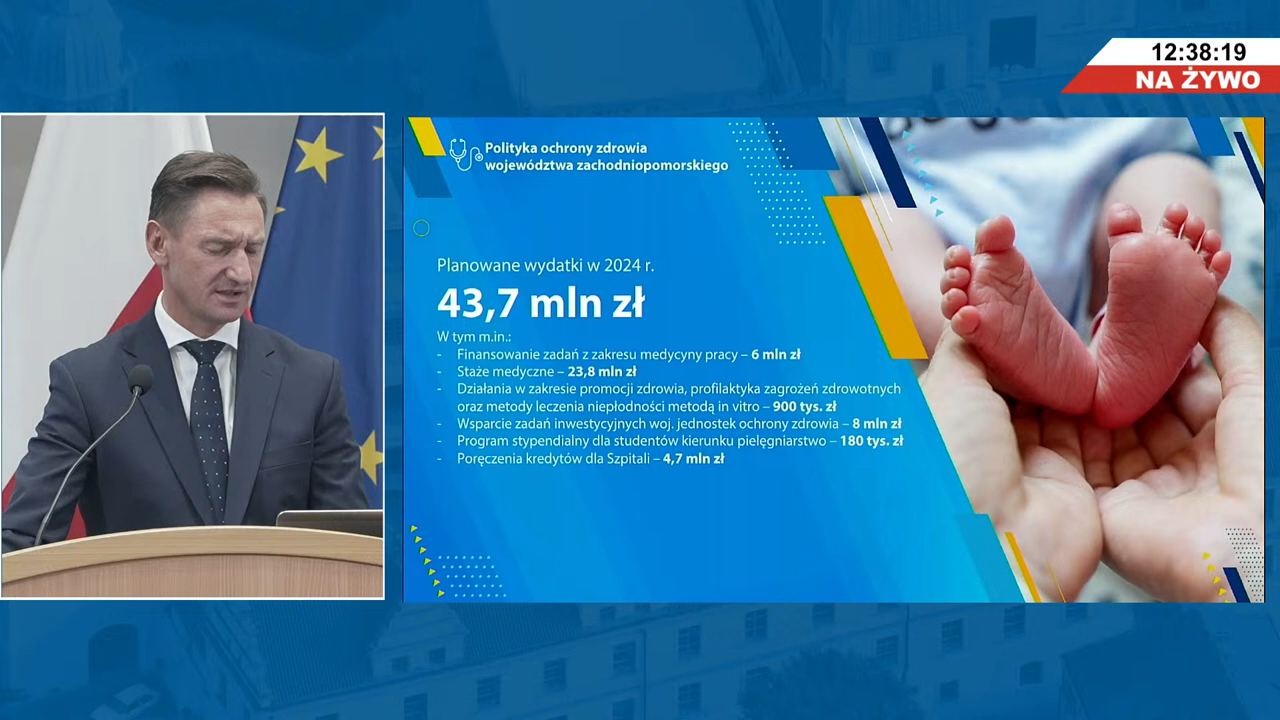 12:38:19
NA ŻYWO
Polityka ochrony zdrowia
województwa zachodniopomorskiego
Planowane wydatki w 2024 r.
43,7 mln zł
W tym m.in.:
- Finansowanie zadań z zakresu medycyny pracy – 6 mln zł
- Staże medyczne – 23,8 mln zł
- Działania w zakresie promocji zdrowia, profilaktyka zagrożeń zdrowotnych
oraz metody leczenia niepłodności metodą in vitro – 900 tys. zł
- Wsparcie zadań inwestycyjnych woj. jednostek ochrony zdrowia – 8 mln zł
- Program stypendialny dla studentów kierunku pielęgniarstwo – 180 tys. zł
- Poręczenia kredytów dla Szpitali – 4,7 mln zł